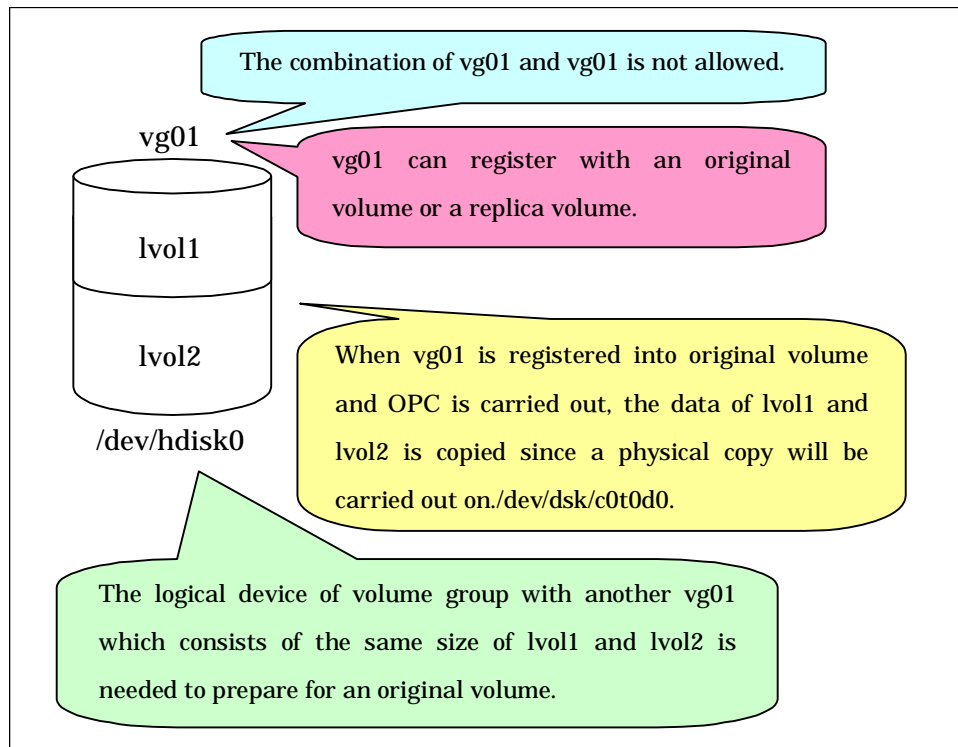 The combination of vg01 and vg01 is not allowed.
vg01
vg01 can register with an original
volume or a replica volume.
lvol1
lvol2
When vg01 is registered into original volume
and OPC is carried out, the data of lvol1 and
lvol2 is copied since a physical copy will be
carried out on./dev/dsk/c0t0d0.
/dev/hdisk0
The logical device of volume group with another vg01
which consists of the same size of lvol1 and lvol2 is
needed to prepare for an original volume.